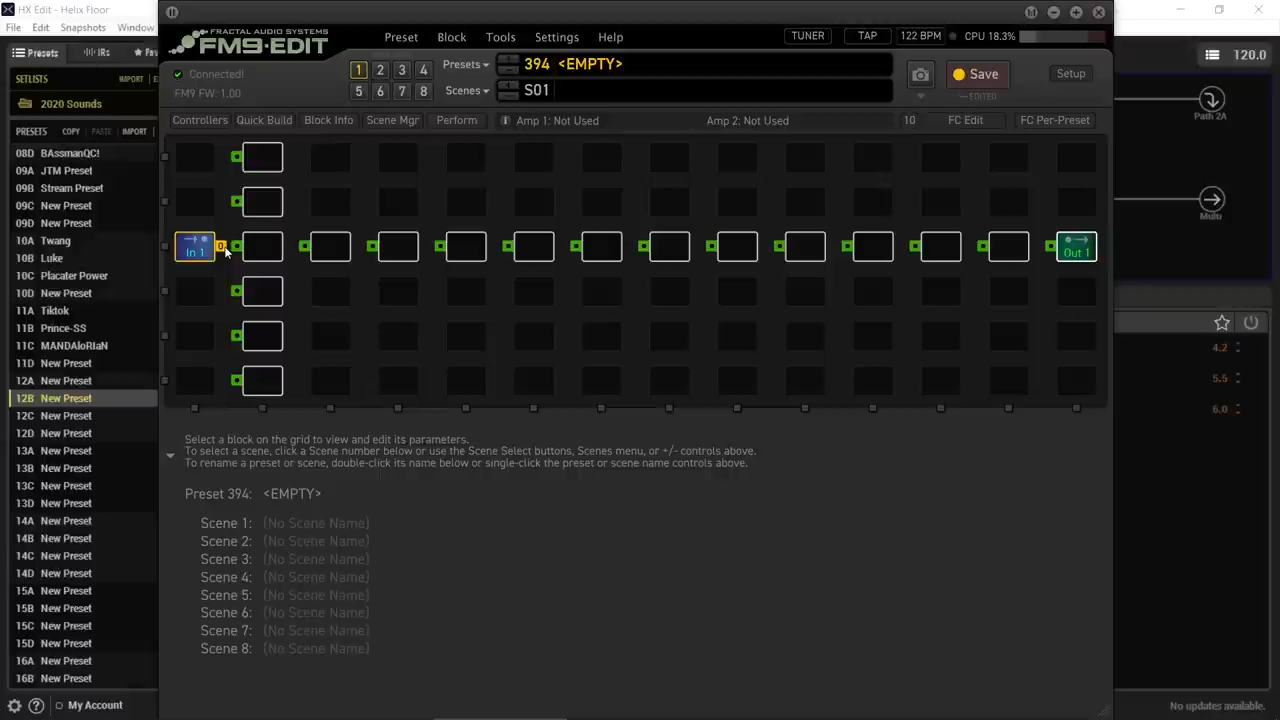 HX Edit - Helix Floor
File Edit Snapshots Window
Presets IRs Fav
SETLISTS IMPORT E
2020 Sounds
PRESETS COPY PASTE IMPORT
08D BAssmanQC!
09A JTM Preset
09B Stream Preset
09C New Preset
09D New Preset
10A Twang
10B Luke
10C Placater Power
10D New Preset
11A Tiktok
11B Prince-SS
11C MANDAloRIaN
11D New Preset
12A New Preset
12B New Preset
12C New Preset
12D New Preset
13A New Preset
13B New Preset
13C New Preset
13D New Preset
14A New Preset
14B New Preset
14C New Preset
14D New Preset
15A New Preset
15B New Preset
15C New Preset
15D New Preset
16A New Preset
16B New Preset
My Account
FRACTAL AUDIO SYSTEMS
FM9-EDIT
Preset Block Tools Settings Help
TUNER TAP 122 BPM CPU 18.3%
Connected!
FM9 FW: 1.00
1 2 3 4
5 6 7 8
Presets 394 <EMPTY>
Scenes S01
Save
EDITED
Setup
Controllers Quick Build Block Info Scene Mgr Perform Amp 1: Not Used Amp 2: Not Used 10 FC Edit FC Per-Preset
In 1
Out 1
Select a block on the grid to view and edit its parameters.
To select a scene, click a Scene number below or use the Scene Select buttons, Scenes menu, or +/- controls above.
To rename a preset or scene, double-click its name below or single-click the preset or scene name controls above.
Preset 394: <EMPTY>
Scene 1: (No Scene Name)
Scene 2: (No Scene Name)
Scene 3: (No Scene Name)
Scene 4: (No Scene Name)
Scene 5: (No Scene Name)
Scene 6: (No Scene Name)
Scene 7: (No Scene Name)
Scene 8: (No Scene Name)
120.0
Path 2A
Multi
4.2
5.5
6.0
No updates available.